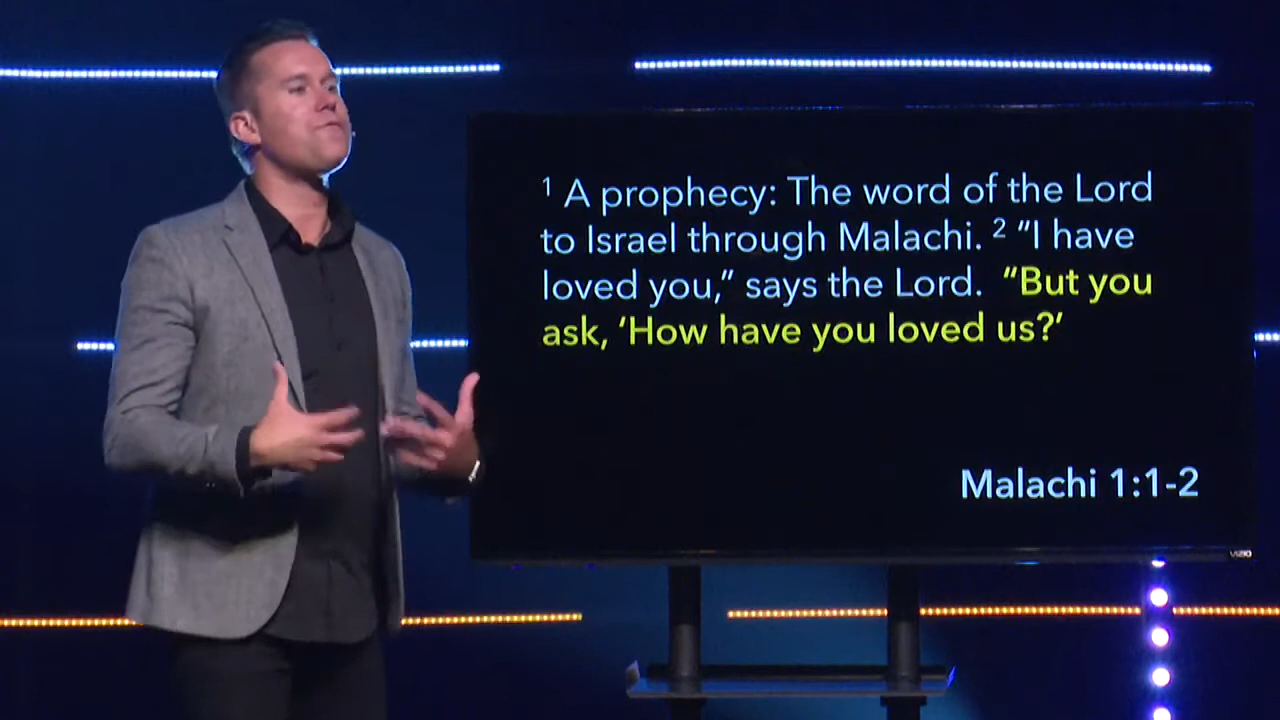 ¹ A prophecy: The word of the Lord
to Israel through Malachi. ² “I have
loved you,” says the Lord. “But you
ask, ‘How have you loved us?’
Malachi 1:1-2
VIZIO